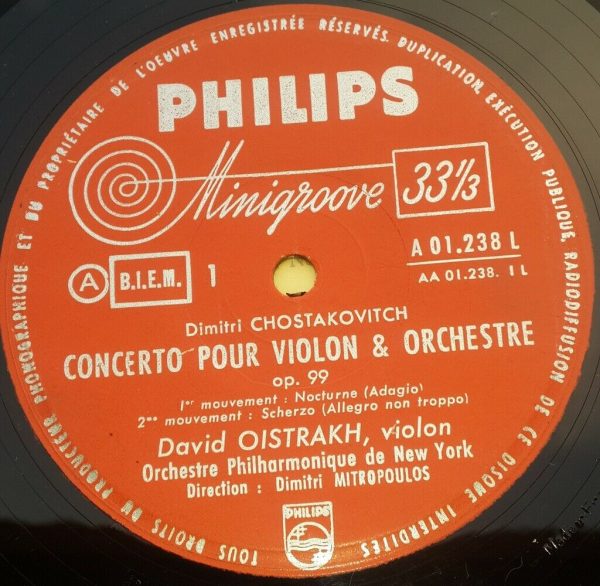 TOUS DROITS DU PRODUCTEUR PHONOGRAPHIQUE ET DU PROPRIÉTAIRE DE L'OEUVRE ENREGISTRÉE RÉSERVÉS. DUPLICATION, EXÉCUTION PUBLIQUE, RADIODIFFUSION DE CE DISQUE INTERDITES
PHILIPS
Minigroove 33 1/3
A 01.238 L
A B.I.E.M. 1
AA 01.238. 1 L
Dimitri CHOSTAKOVITCH
CONCERTO POUR VIOLON & ORCHESTRE
op. 99
1er mouvement : Nocturne (Adagio)
2me mouvement : Scherzo (Allegro non troppo)
David OISTRAKH, violon
Orchestre Philharmonique de New York
Direction : Dimitri MITROPOULOS
PHILIPS